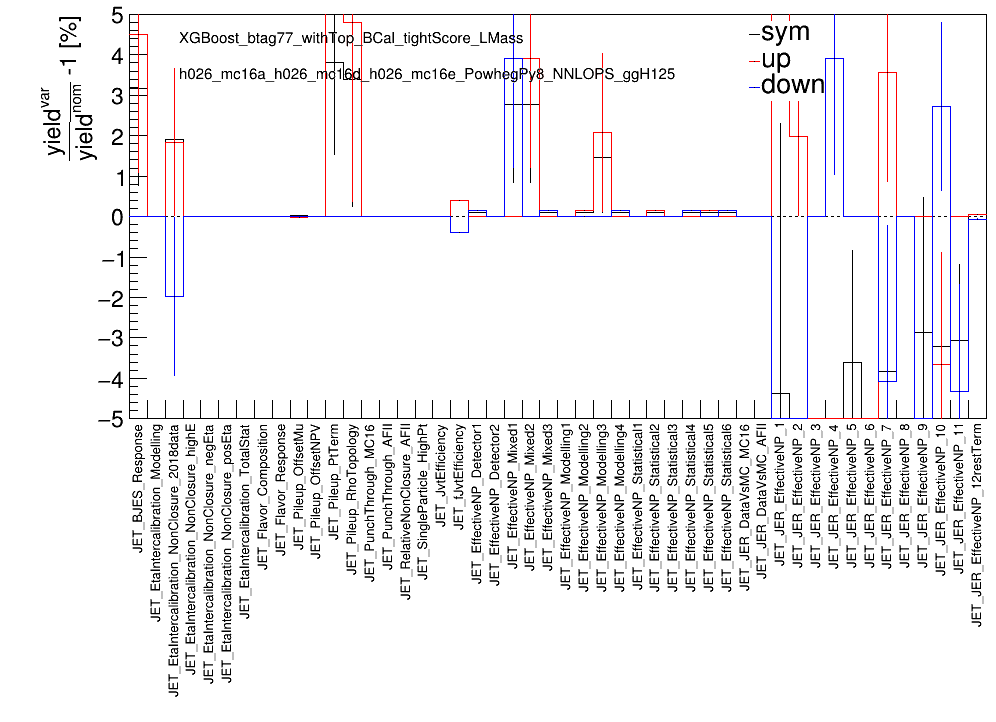 yield^var / yield^nom -1 [%]
XGBoost_btag77_withTop_BCal_tightScore_LMass
h026_mc16a_h026_mc16d_h026_mc16e_PowhegPy8_NNLOPS_ggH125
–sym
–up
–down
5
4
3
2
1
0
−1
−2
−3
−4
−5
JET_BJES_Response
JET_EtaIntercalibration_Modelling
JET_EtaIntercalibration_NonClosure_2018data
JET_EtaIntercalibration_NonClosure_highE
JET_EtaIntercalibration_NonClosure_negEta
JET_EtaIntercalibration_NonClosure_posEta
JET_EtaIntercalibration_TotalStat
JET_Flavor_Composition
JET_Flavor_Response
JET_Pileup_OffsetMu
JET_Pileup_OffsetNPV
JET_Pileup_PtTerm
JET_Pileup_RhoTopology
JET_PunchThrough_MC16
JET_PunchThrough_AFII
JET_RelativeNonClosure_AFII
JET_SingleParticle_HighPt
JET_JvtEfficiency
JET_fJvtEfficiency
JET_EffectiveNP_Detector1
JET_EffectiveNP_Detector2
JET_EffectiveNP_Mixed1
JET_EffectiveNP_Mixed2
JET_EffectiveNP_Mixed3
JET_EffectiveNP_Modelling1
JET_EffectiveNP_Modelling2
JET_EffectiveNP_Modelling3
JET_EffectiveNP_Modelling4
JET_EffectiveNP_Statistical1
JET_EffectiveNP_Statistical2
JET_EffectiveNP_Statistical3
JET_EffectiveNP_Statistical4
JET_EffectiveNP_Statistical5
JET_EffectiveNP_Statistical6
JET_JER_DataVsMC_MC16
JET_JER_DataVsMC_AFII
JET_JER_EffectiveNP_1
JET_JER_EffectiveNP_2
JET_JER_EffectiveNP_3
JET_JER_EffectiveNP_4
JET_JER_EffectiveNP_5
JET_JER_EffectiveNP_6
JET_JER_EffectiveNP_7
JET_JER_EffectiveNP_8
JET_JER_EffectiveNP_9
JET_JER_EffectiveNP_10
JET_JER_EffectiveNP_11
JET_JER_EffectiveNP_12restTerm